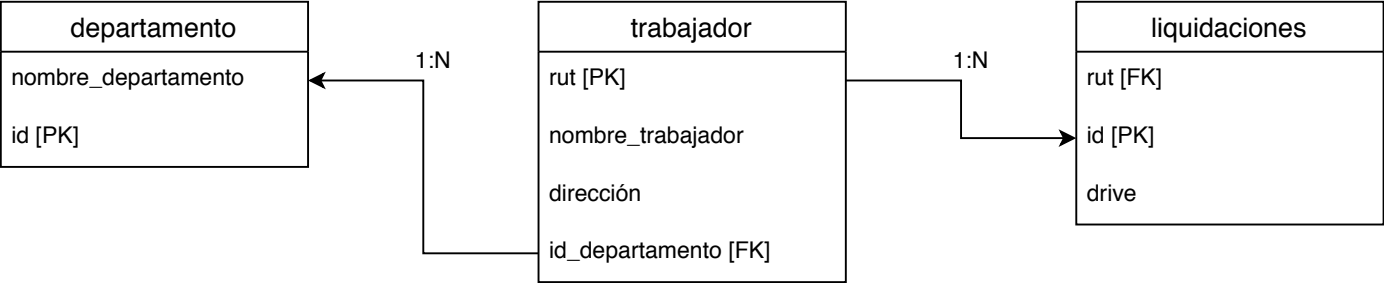 departamento
nombre_departamento
id [PK]
1:N
trabajador
rut [PK]
nombre_trabajador
dirección
id_departamento [FK]
1:N
liquidaciones
rut [FK]
id [PK]
drive